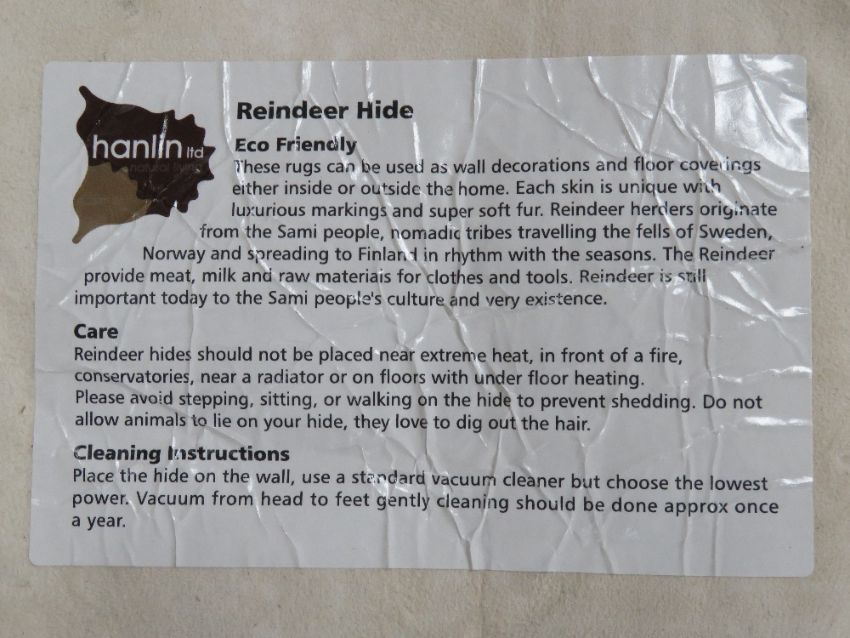 hanlin ltd
natural living
Reindeer Hide
Eco Friendly
These rugs can be used as wall decorations and floor coverings
either inside or outside the home. Each skin is unique with
luxurious markings and super soft fur. Reindeer herders originate
from the Sami people, nomadic tribes travelling the fells of Sweden,
Norway and spreading to Finland in rhythm with the seasons. The Reindeer
provide meat, milk and raw materials for clothes and tools. Reindeer is still
important today to the Sami people's culture and very existence.
Care
Reindeer hides should not be placed near extreme heat, in front of a fire,
conservatories, near a radiator or on floors with under floor heating.
Please avoid stepping, sitting, or walking on the hide to prevent shedding. Do not
allow animals to lie on your hide, they love to dig out the hair.
Cleaning Instructions
Place the hide on the wall, use a standard vacuum cleaner but choose the lowest
power. Vacuum from head to feet gently cleaning should be done approx once
a year.